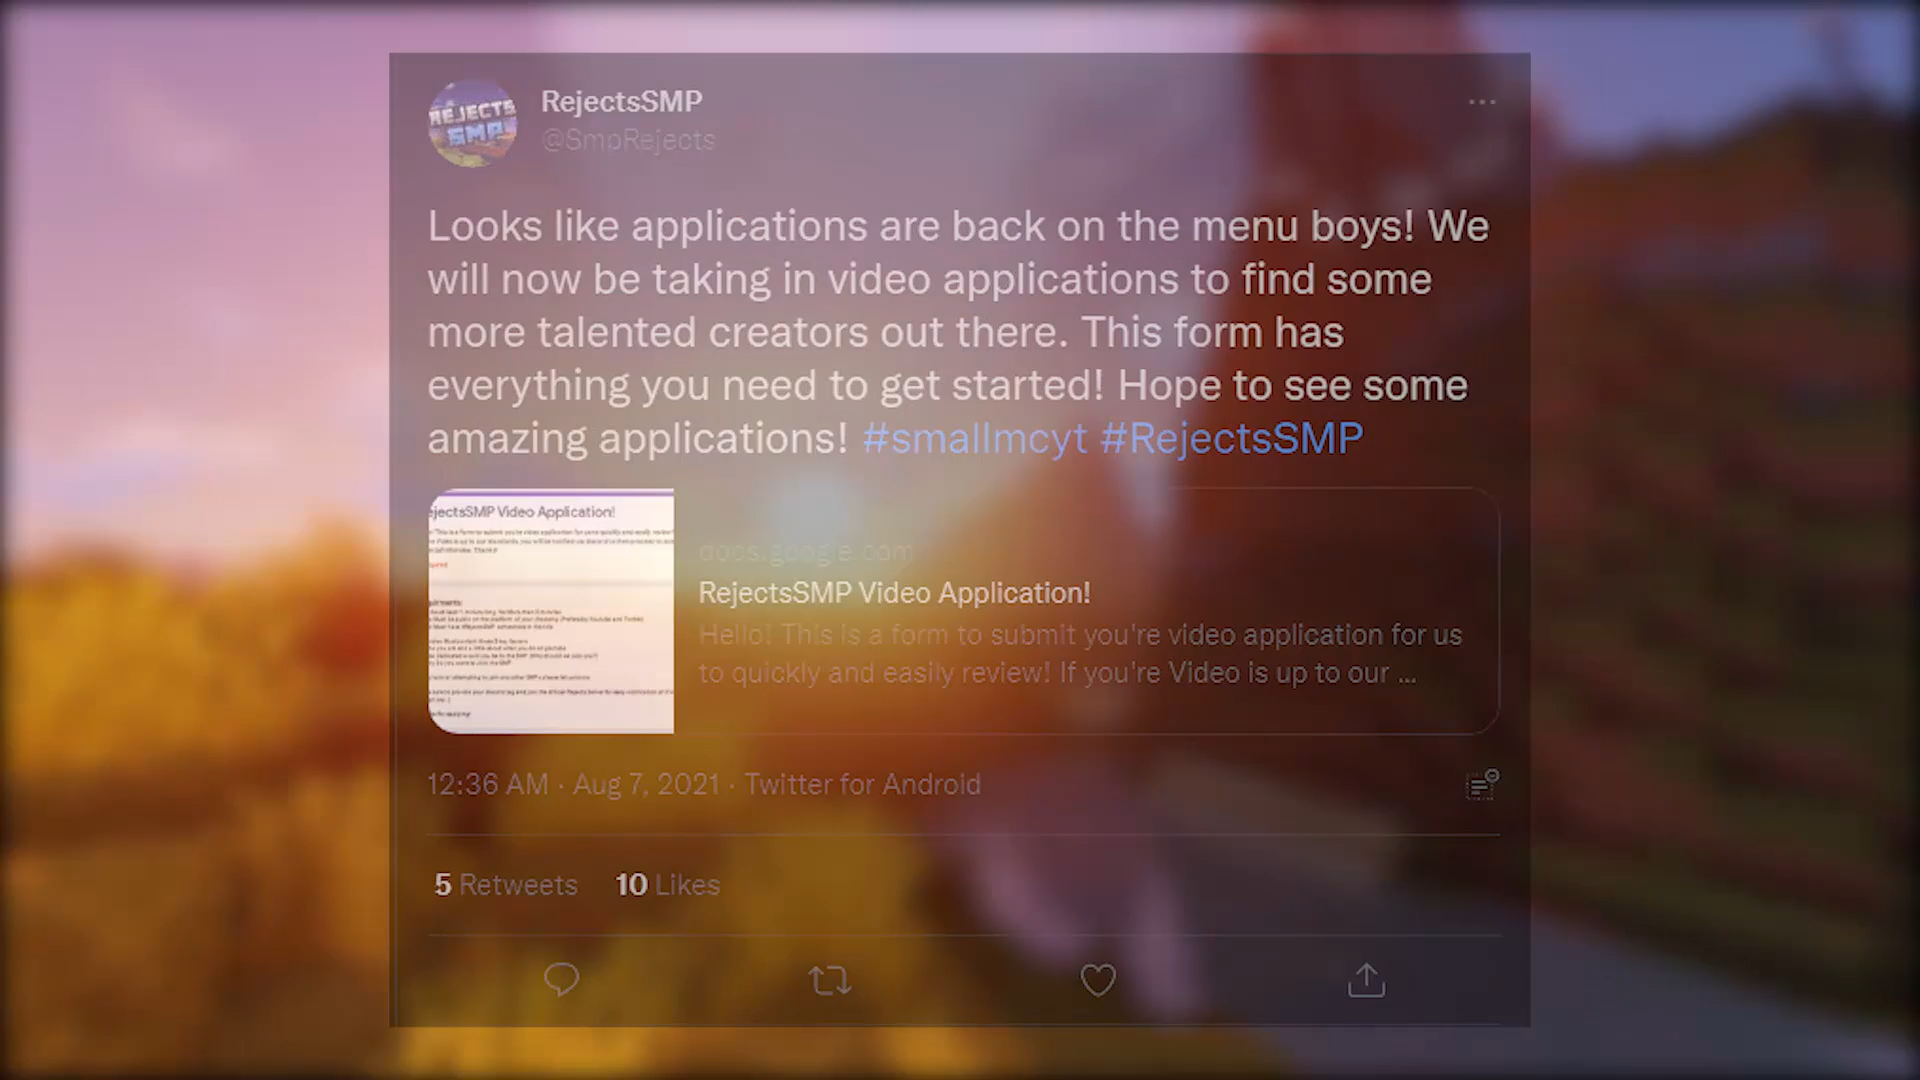 REJECTS
SMP
RejectsSMP
@SmpRejects
Looks like applications are back on the menu boys! We
will now be taking in video applications to find some
more talented creators out there. This form has
everything you need to get started! Hope to see some
amazing applications! #smallmcyt #RejectsSMP
ejectsSMP Video Application!
docs.google.com
RejectsSMP Video Application!
Hello! This is a form to submit you're video application for us
to quickly and easily review! If you're Video is up to our ...
12:36 AM · Aug 7, 2021 · Twitter for Android
5 Retweets 10 Likes